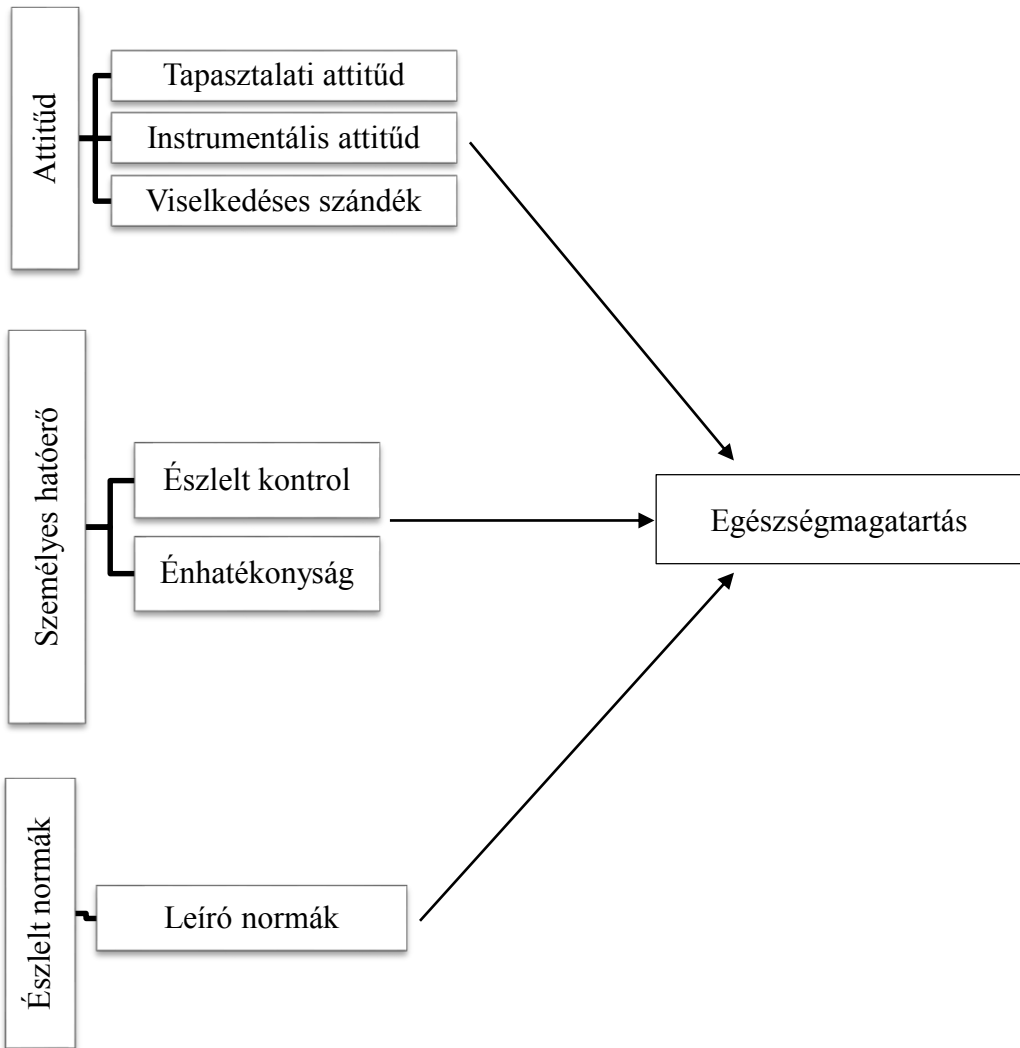 Attitűd
Tapasztalati attitűd
Instrumentális attitűd
Viselkedéses szándék
Személyes hatóerő
Észlelt kontrol
Énhatékonyság
Egészségmagatartás
Észlelt normák
Leíró normák